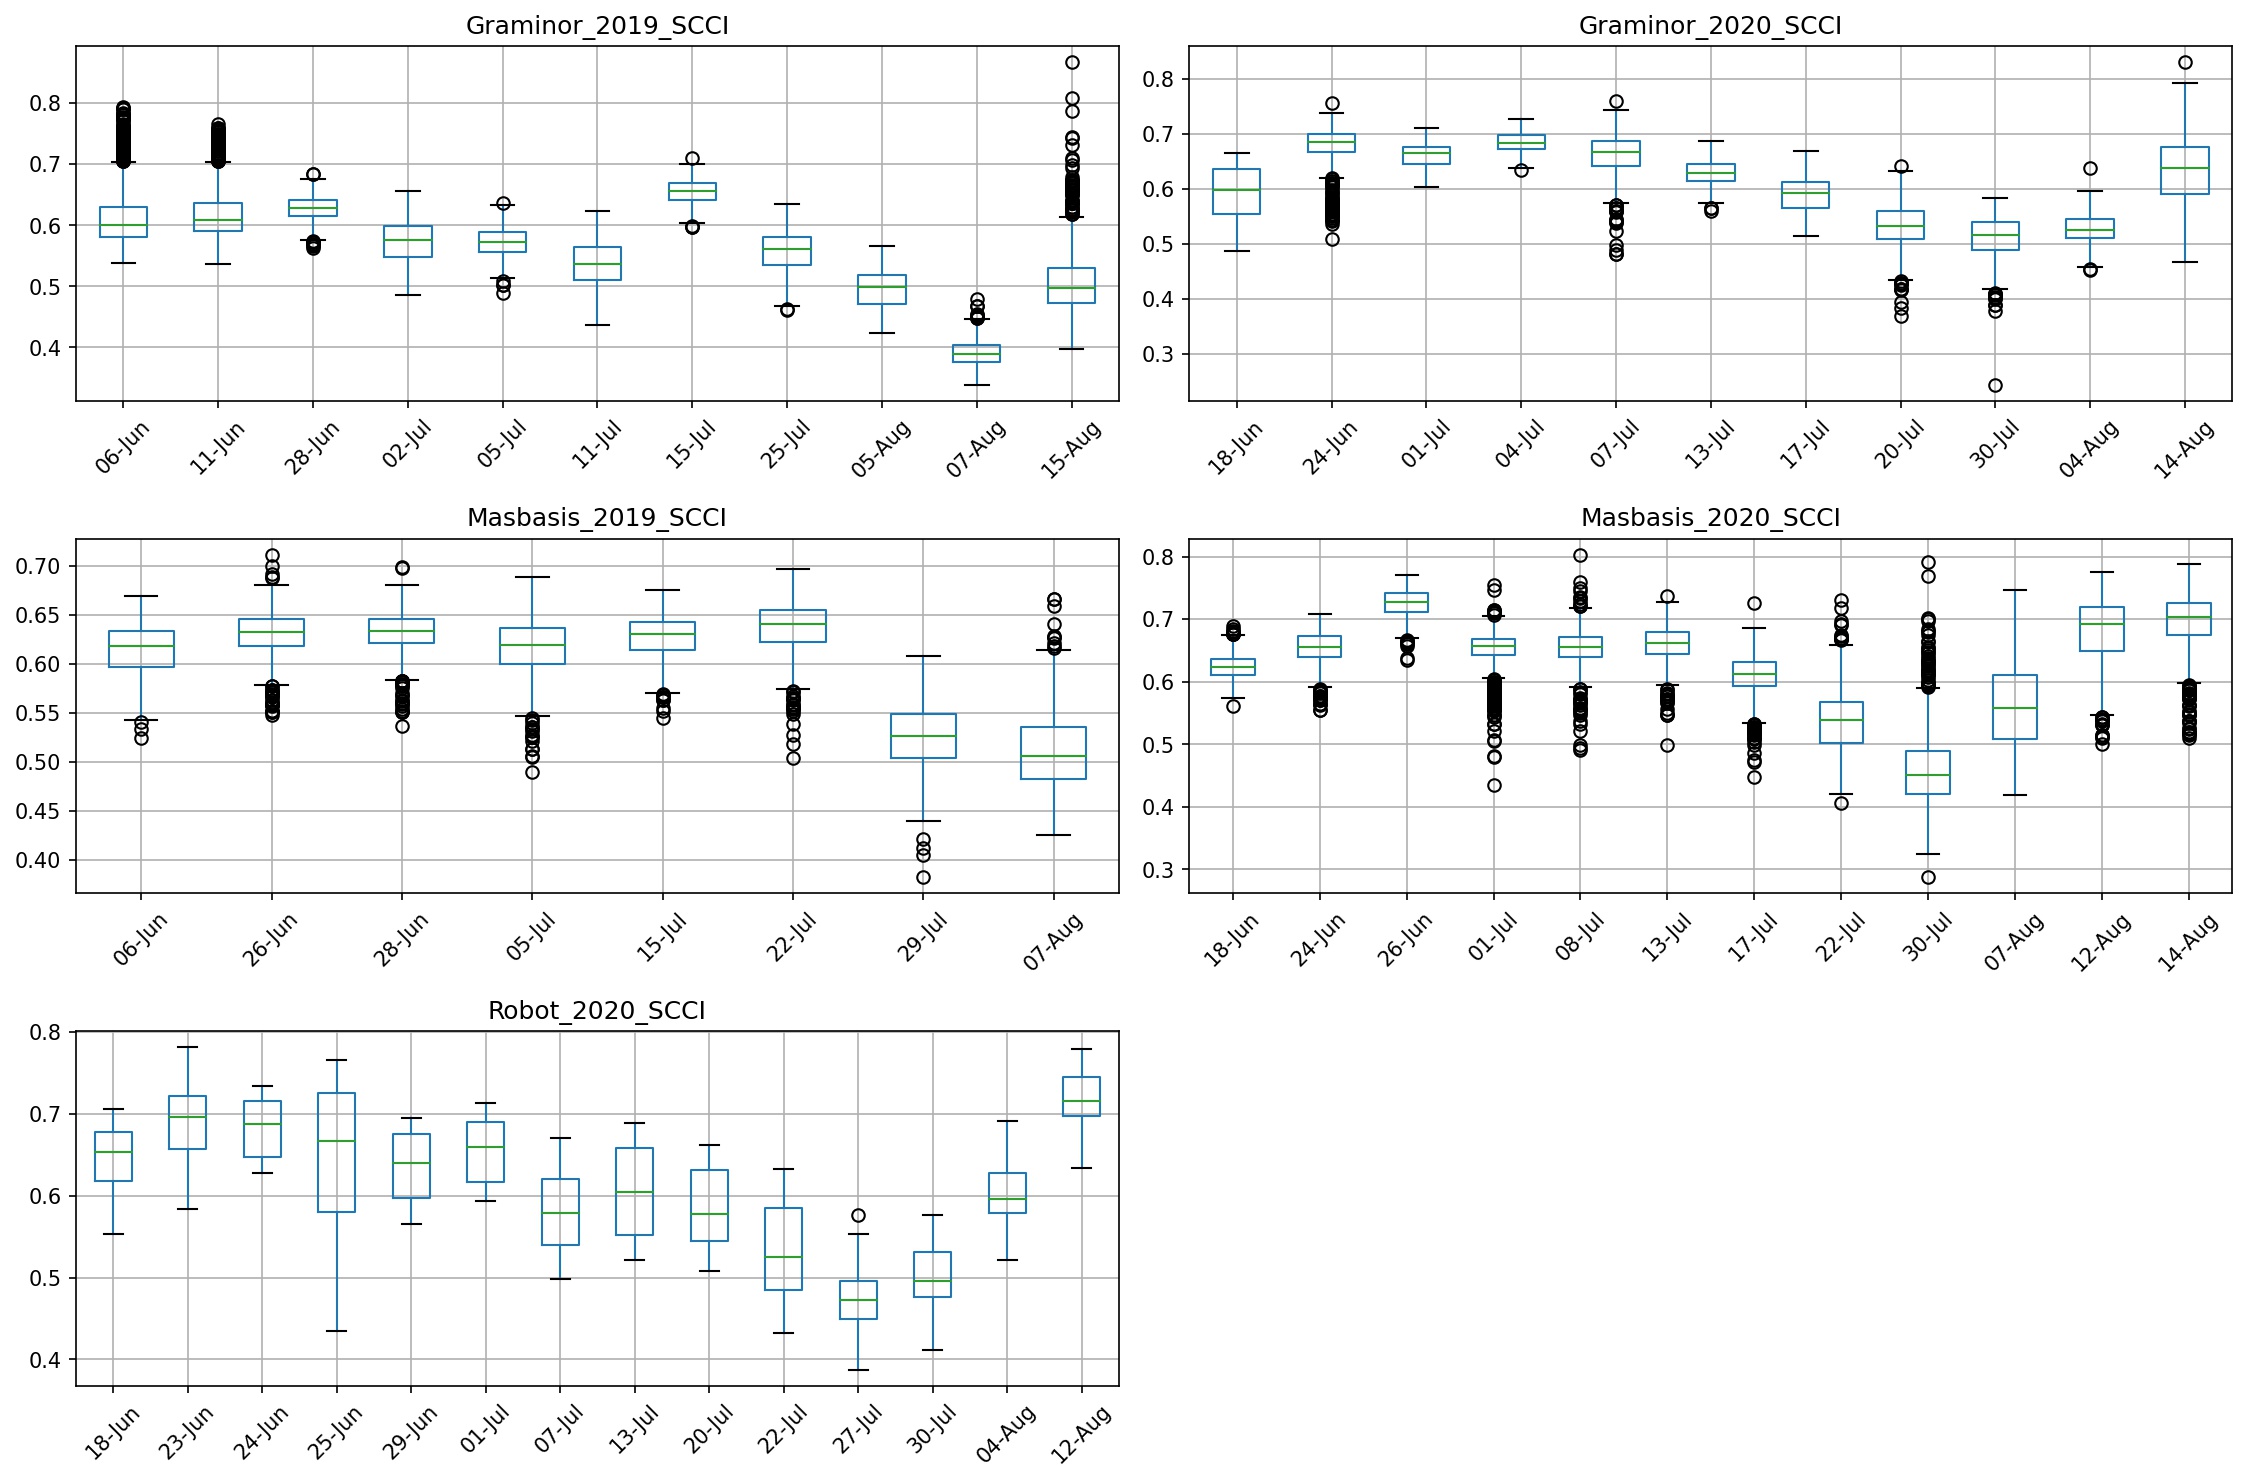 Graminor_2019_SCCI
0.8
0.7
0.6
0.5
0.4
06-Jun 11-Jun 28-Jun 02-Jul 05-Jul 11-Jul 15-Jul 25-Jul 05-Aug 07-Aug 15-Aug
Graminor_2020_SCCI
0.8
0.7
0.6
0.5
0.4
0.3
18-Jun 24-Jun 01-Jul 04-Jul 07-Jul 13-Jul 17-Jul 20-Jul 30-Jul 04-Aug 14-Aug
Masbasis_2019_SCCI
0.70
0.65
0.60
0.55
0.50
0.45
0.40
06-Jun 26-Jun 28-Jun 05-Jul 15-Jul 22-Jul 29-Jul 07-Aug
Masbasis_2020_SCCI
0.8
0.7
0.6
0.5
0.4
0.3
18-Jun 24-Jun 26-Jun 01-Jul 08-Jul 13-Jul 17-Jul 22-Jul 30-Jul 07-Aug 12-Aug 14-Aug
Robot_2020_SCCI
0.8
0.7
0.6
0.5
0.4
18-Jun 23-Jun 24-Jun 25-Jun 29-Jun 01-Jul 07-Jul 13-Jul 20-Jul 22-Jul 27-Jul 30-Jul 04-Aug 12-Aug